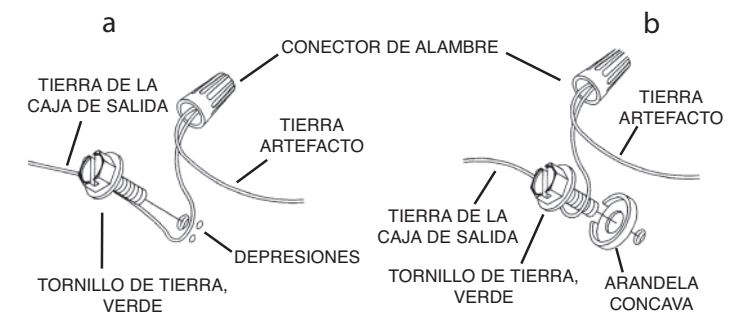 a
b
CONECTOR DE ALAMBRE
TIERRA DE LA
CAJA DE SALIDA
TIERRA
ARTEFACTO
DEPRESIONES
TORNILLO DE TIERRA,
VERDE
TIERRA
ARTEFACTO
TIERRA DE LA
CAJA DE SALIDA
TORNILLO DE TIERRA,
VERDE
ARANDELA
CONCAVA